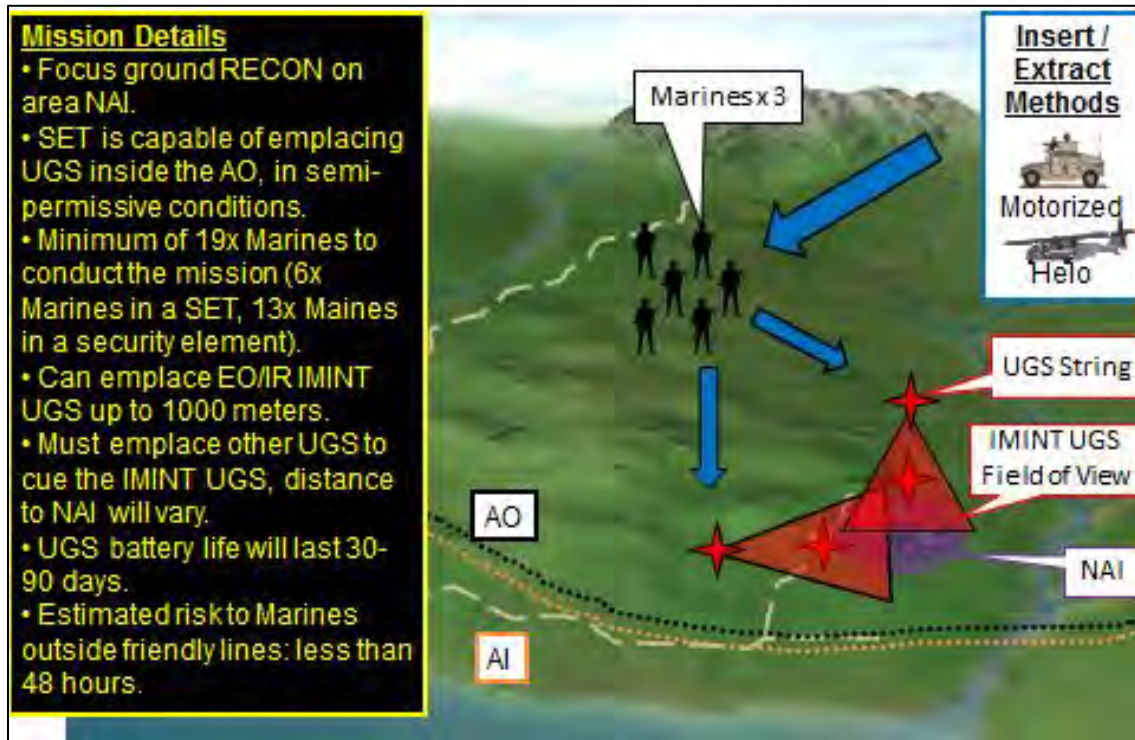 Mission Details
• Focus ground RECON on
area NAI.
• SET is capable of emplacing
UGS inside the AO, in semi-
permissive conditions.
• Minimum of 19x Marines to
conduct the mission (6x
Marines in a SET, 13x Maines
in a security element).
• Can emplace EO/IR IMINT
UGS up to 1000 meters.
• Must emplace other UGS to
cue the IMINT UGS, distance
to NAI will vary.
• UGS battery life will last 30-
90 days.
• Estimated risk to Marines
outside friendly lines: less than
48 hours.
Marines x 3
Insert /
Extract
Methods
Motorized
Helo
UGS String
IMINT UGS
Field of View
NAI
AO
AI